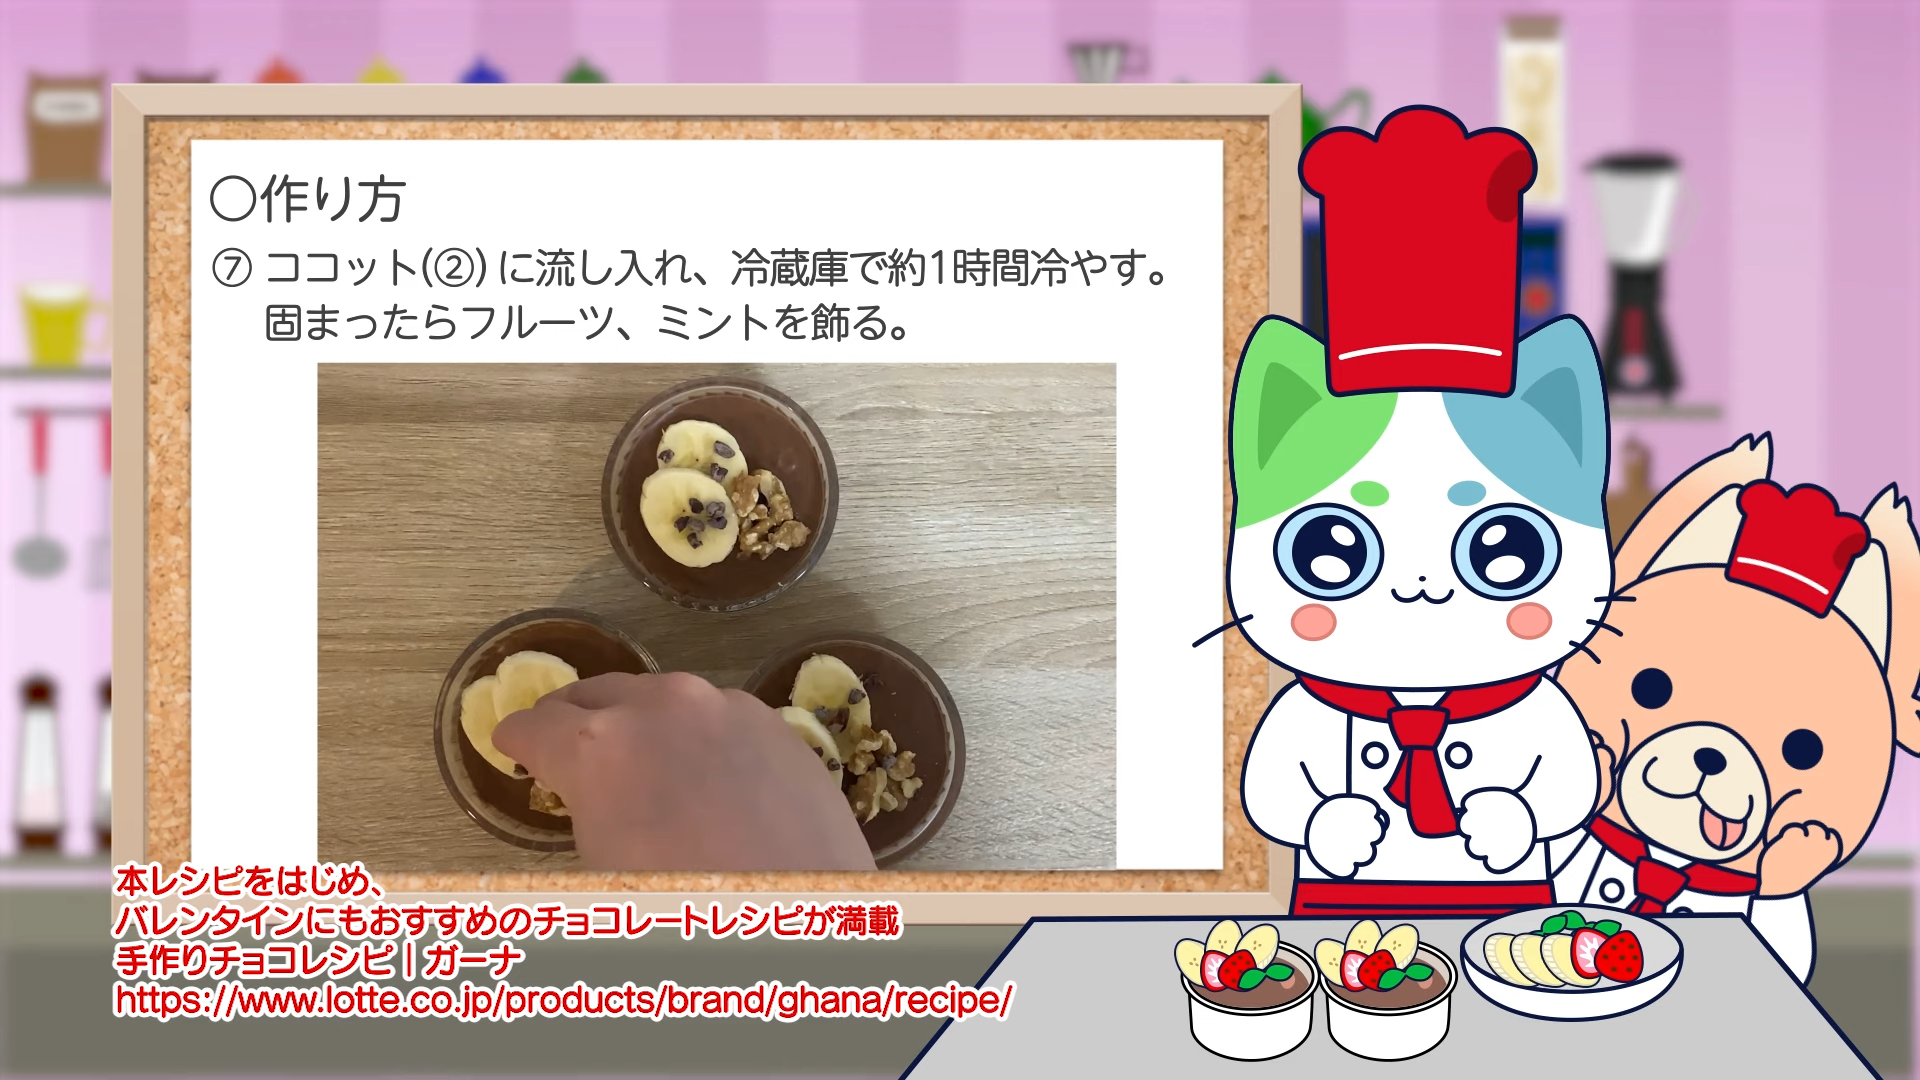 〇作り方
⑦ ココット(②) に流し入れ、冷蔵庫で約1時間冷やす。
固まったらフルーツ、ミントを飾る。
本レシピをはじめ、
バレンタインにもおすすめのチョコレートレシピが満載
手作りチョコレシピ | ガーナ
https://www.lotte.co.jp/products/brand/ghana/recipe/